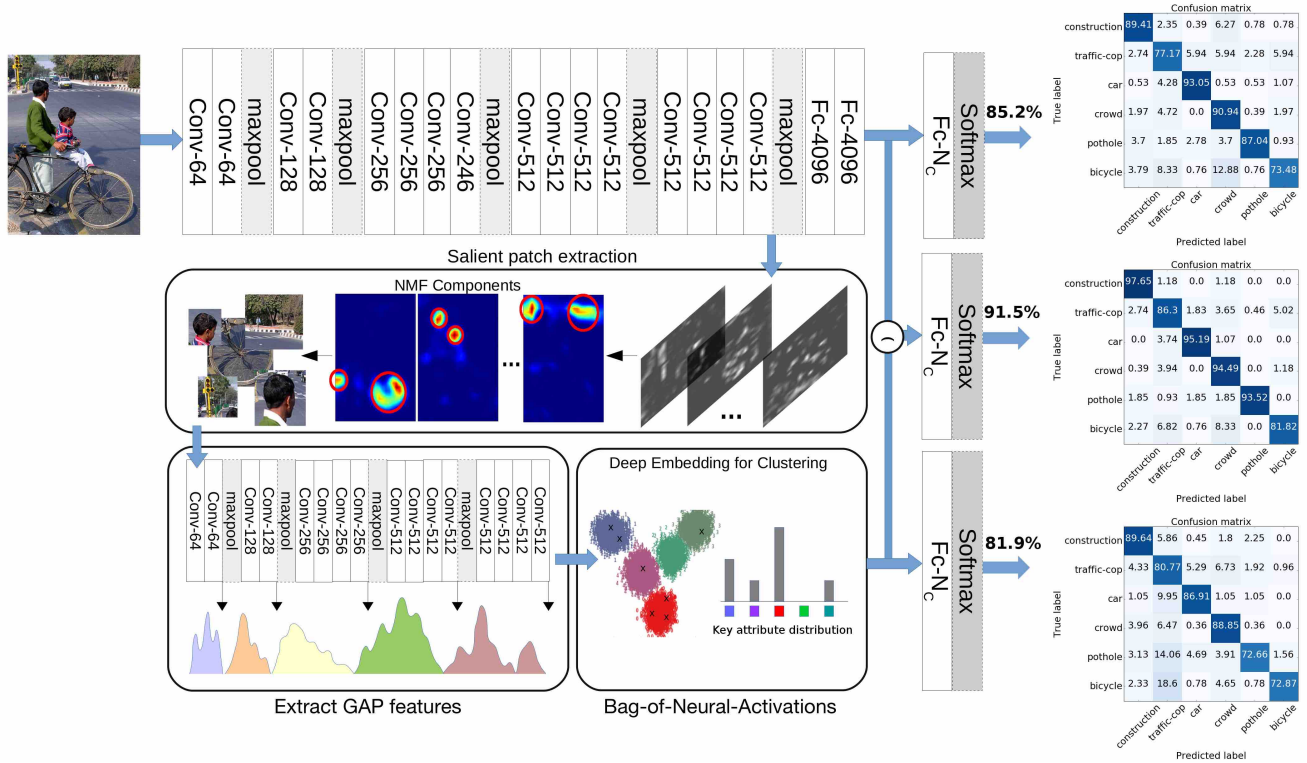 Conv-64
Conv-64
maxpool
Conv-128
Conv-128
maxpool
Conv-256
Conv-256
Conv-256
Conv-246
maxpool
Conv-512
Conv-512
Conv-512
Conv-512
maxpool
Conv-512
Conv-512
Conv-512
Conv-512
maxpool
Fc-4096
Fc-4096
Fc-NC
Softmax
85.2%
Confusion matrix
True label
construction 89.41 2.35 0.39 6.27 0.78 0.78
traffic-cop 2.74 77.17 5.94 5.94 2.28 5.94
car 0.53 4.28 93.05 0.53 0.53 1.07
crowd 1.97 4.72 0.0 90.94 0.39 1.97
pothole 3.7 1.85 2.78 3.7 87.04 0.93
bicycle 3.79 8.33 0.76 12.88 0.76 73.48
construction traffic-cop car crowd pothole bicycle
Predicted label
Salient patch extraction
NMF Components
...
...
(
Fc-NC
Softmax
91.5%
Confusion matrix
True label
construction 97.65 1.18 0.0 1.18 0.0 0.0
traffic-cop 2.74 86.3 1.83 3.65 0.46 5.02
car 0.0 3.74 95.19 1.07 0.0 0.0
crowd 0.39 3.94 0.0 94.49 0.0 1.18
pothole 1.85 0.93 1.85 1.85 93.52 0.0
bicycle 2.27 6.82 0.76 8.33 0.0 81.82
construction traffic-cop car crowd pothole bicycle
Predicted label
Conv-64
Conv-64
maxpool
Conv-128
Conv-128
maxpool
Conv-256
Conv-256
Conv-256
Conv-256
maxpool
Conv-512
Conv-512
Conv-512
Conv-512
maxpool
Conv-512
Conv-512
Conv-512
Conv-512
Extract GAP features
Deep Embedding for Clustering
x
x
x
x
x
x
x
Key attribute distribution
Bag-of-Neural-Activations
Fc-NC
Softmax
81.9%
Confusion matrix
True label
construction 89.64 5.86 0.45 1.8 2.25 0.0
traffic-cop 4.33 80.77 5.29 6.73 1.92 0.96
car 1.05 9.95 86.91 1.05 1.05 0.0
crowd 3.96 6.47 0.36 88.85 0.36 0.0
pothole 3.13 14.06 4.69 3.91 72.66 1.56
bicycle 2.33 18.6 0.78 4.65 0.78 72.87
construction traffic-cop car crowd pothole bicycle
Predicted label